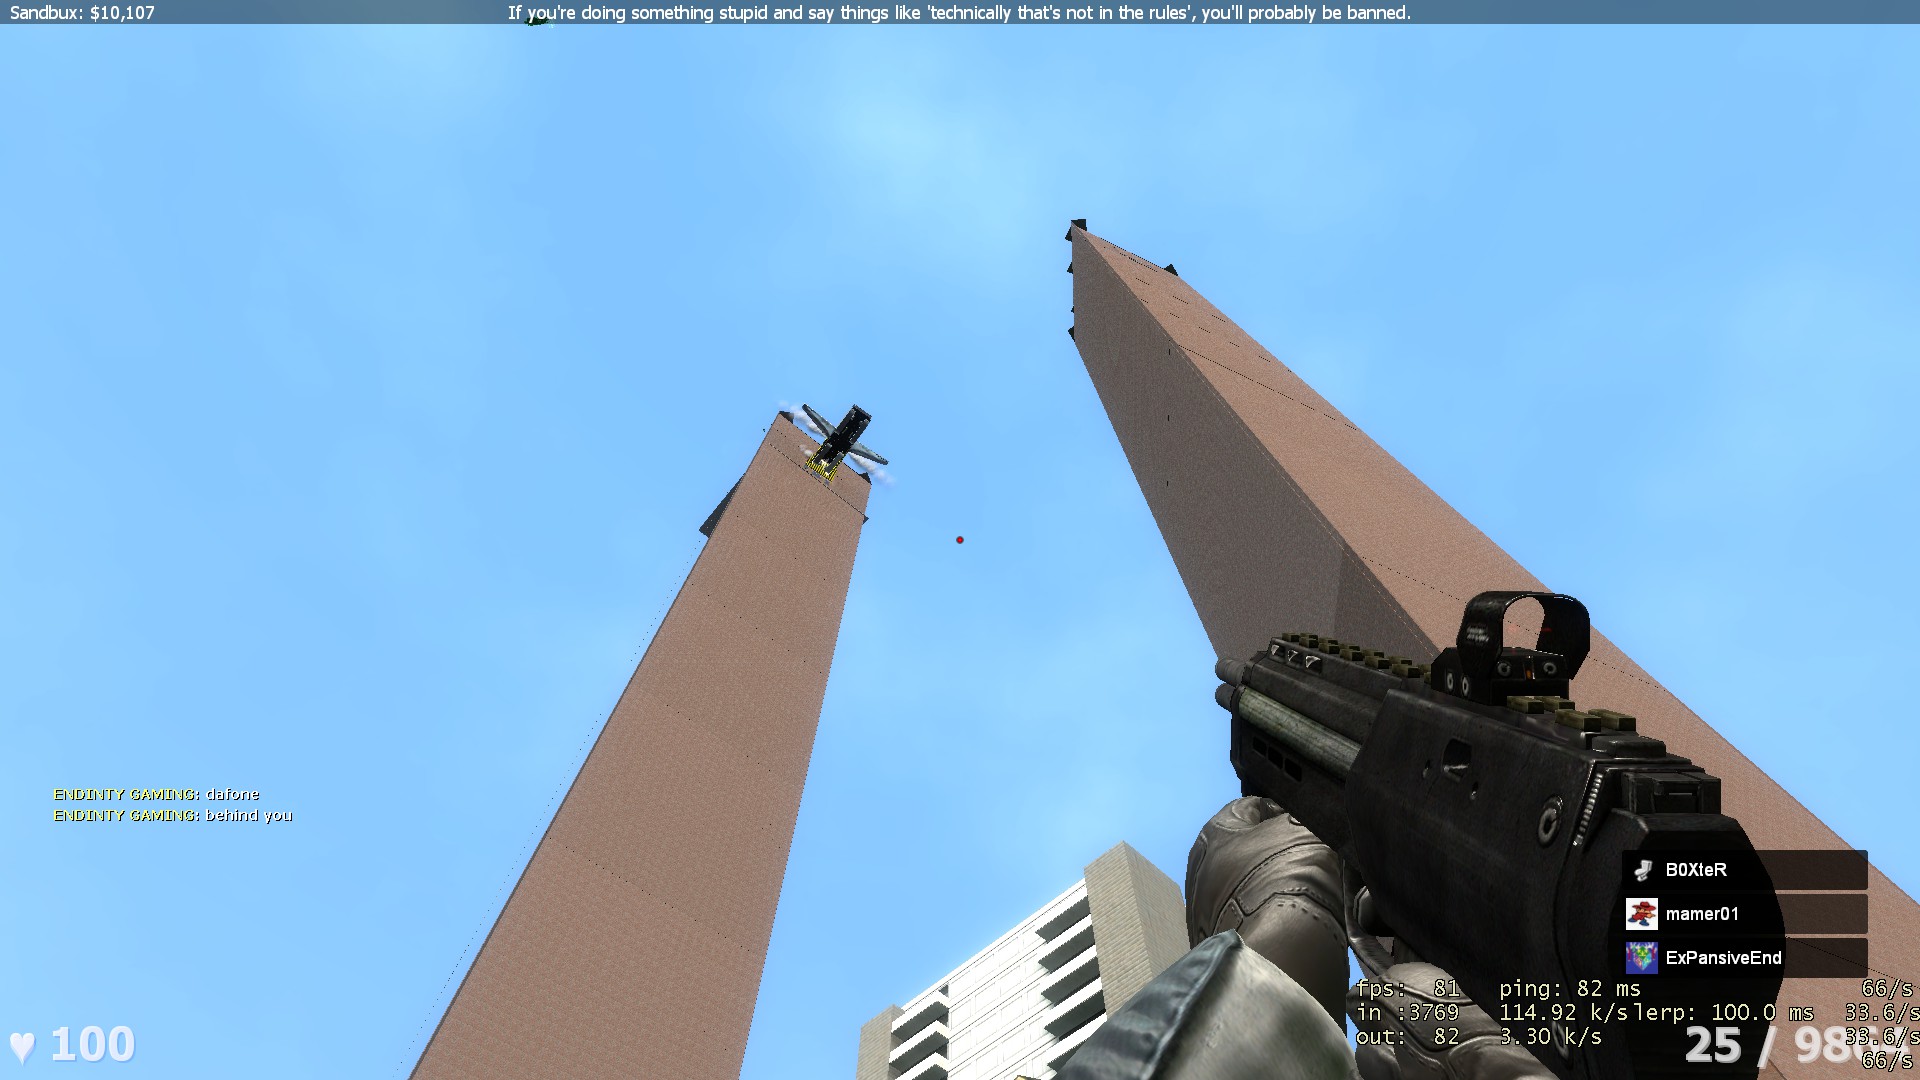 Sandbux: $10,107
If you're doing something stupid and say things like 'technically that's not in the rules', you'll probably be banned.
ENDINTY GAMING: dafone
ENDINTY GAMING: behind you
B0XteR
mamer01
ExPansiveEnd
fps: 81 ping: 82 ms 66/s
in :3769 114.92 k/s lerp: 100.0 ms 33.6/s
out: 82 3.30 k/s 33.6/s
66/s
100
25 / 98